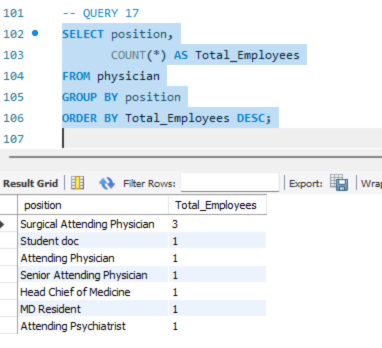 101 -- QUERY 17
102 SELECT position,
103 COUNT(*) AS Total_Employees
104 FROM physician
105 GROUP BY position
106 ORDER BY Total_Employees DESC;
107
Result Grid Filter Rows: Export: Wrap
position Total_Employees
Surgical Attending Physician 3
Student doc 1
Attending Physician 1
Senior Attending Physician 1
Head Chief of Medicine 1
MD Resident 1
Attending Psychiatrist 1